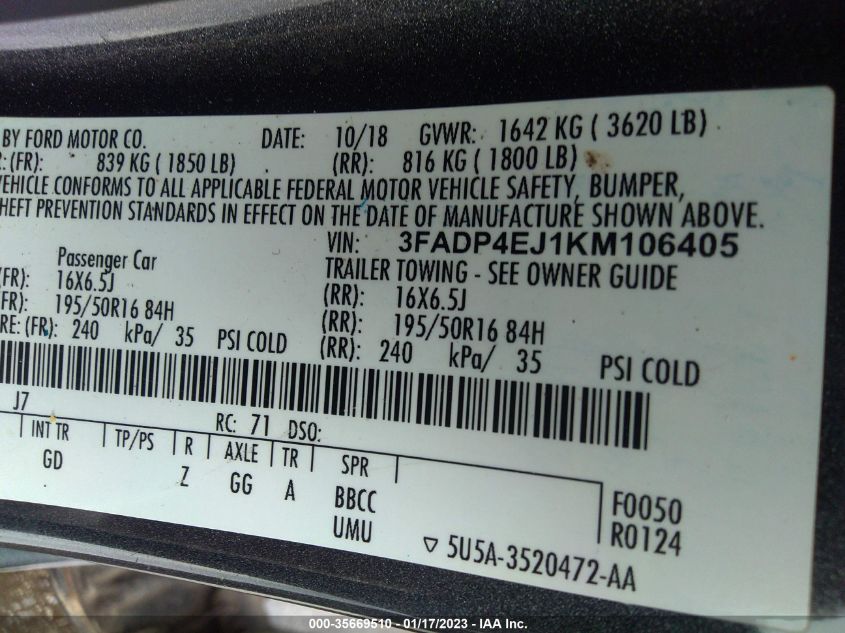 BY FORD MOTOR CO. DATE: 10/18 GVWR: 1642 KG ( 3620 LB)
(FR): 839 KG (1850 LB) (RR): 816 KG ( 1800 LB)
VEHICLE CONFORMS TO ALL APPLICABLE FEDERAL MOTOR VEHICLE SAFETY, BUMPER,
HEFT PREVENTION STANDARDS IN EFFECT ON THE DATE OF MANUFACTURE SHOWN ABOVE.
VIN: 3FADP4EJ1KM106405
Passenger Car TRAILER TOWING - SEE OWNER GUIDE
(FR): 16X6.5J (RR): 16X6.5J
FR): 195/50R16 84H (RR): 195/50R16 84H
RE: (FR): 240 kPa/ 35 PSI COLD (RR): 240 kPa/ 35 PSI COLD
J7 RC: 71 DSO:
INT TR TP/PS R AXLE TR SPR
GD Z GG A BBCC
UMU
F0050
R0124
▽ 5U5A-3520472-AA
000-35669510 - 01/17/2023 - IAA Inc.